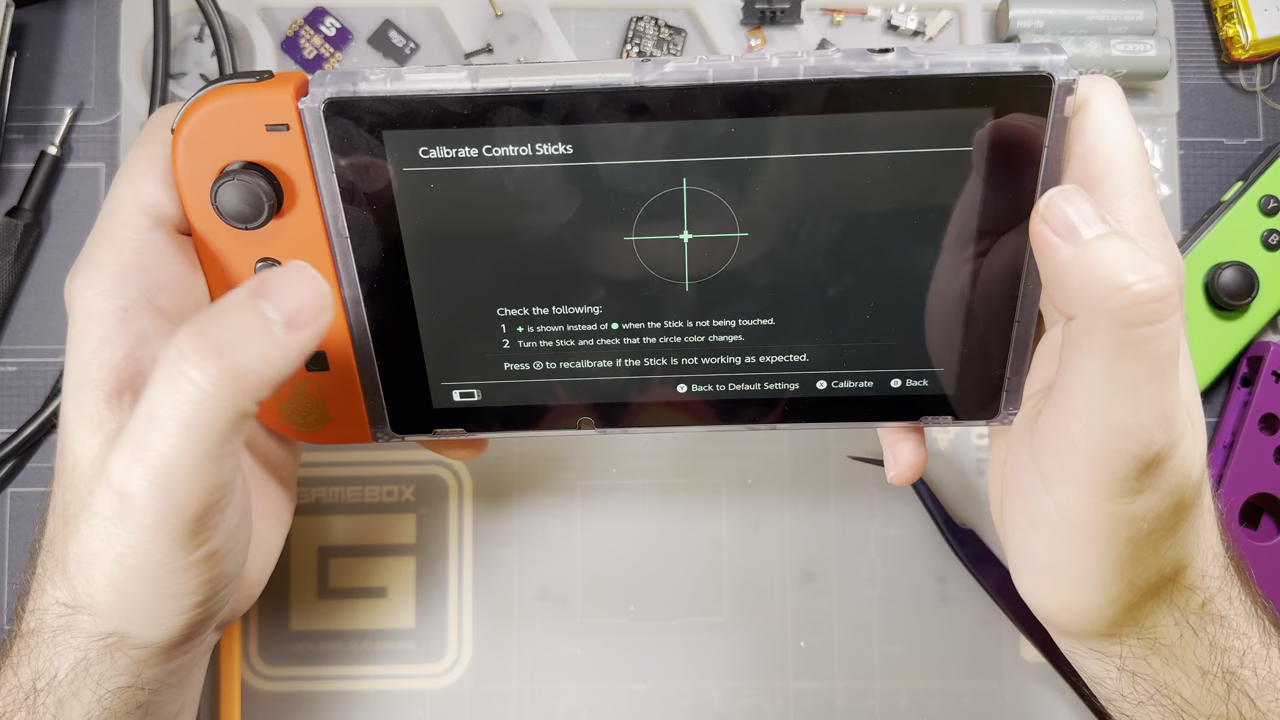 Calibrate Control Sticks
Check the following:
1 + is shown instead of ● when the Stick is not being touched.
2 Turn the Stick and check that the circle color changes.
Press Ⓧ to recalibrate if the Stick is not working as expected.
Ⓨ Back to Default Settings Ⓧ Calibrate Ⓑ Back
GAMEBOX
G
Y
B